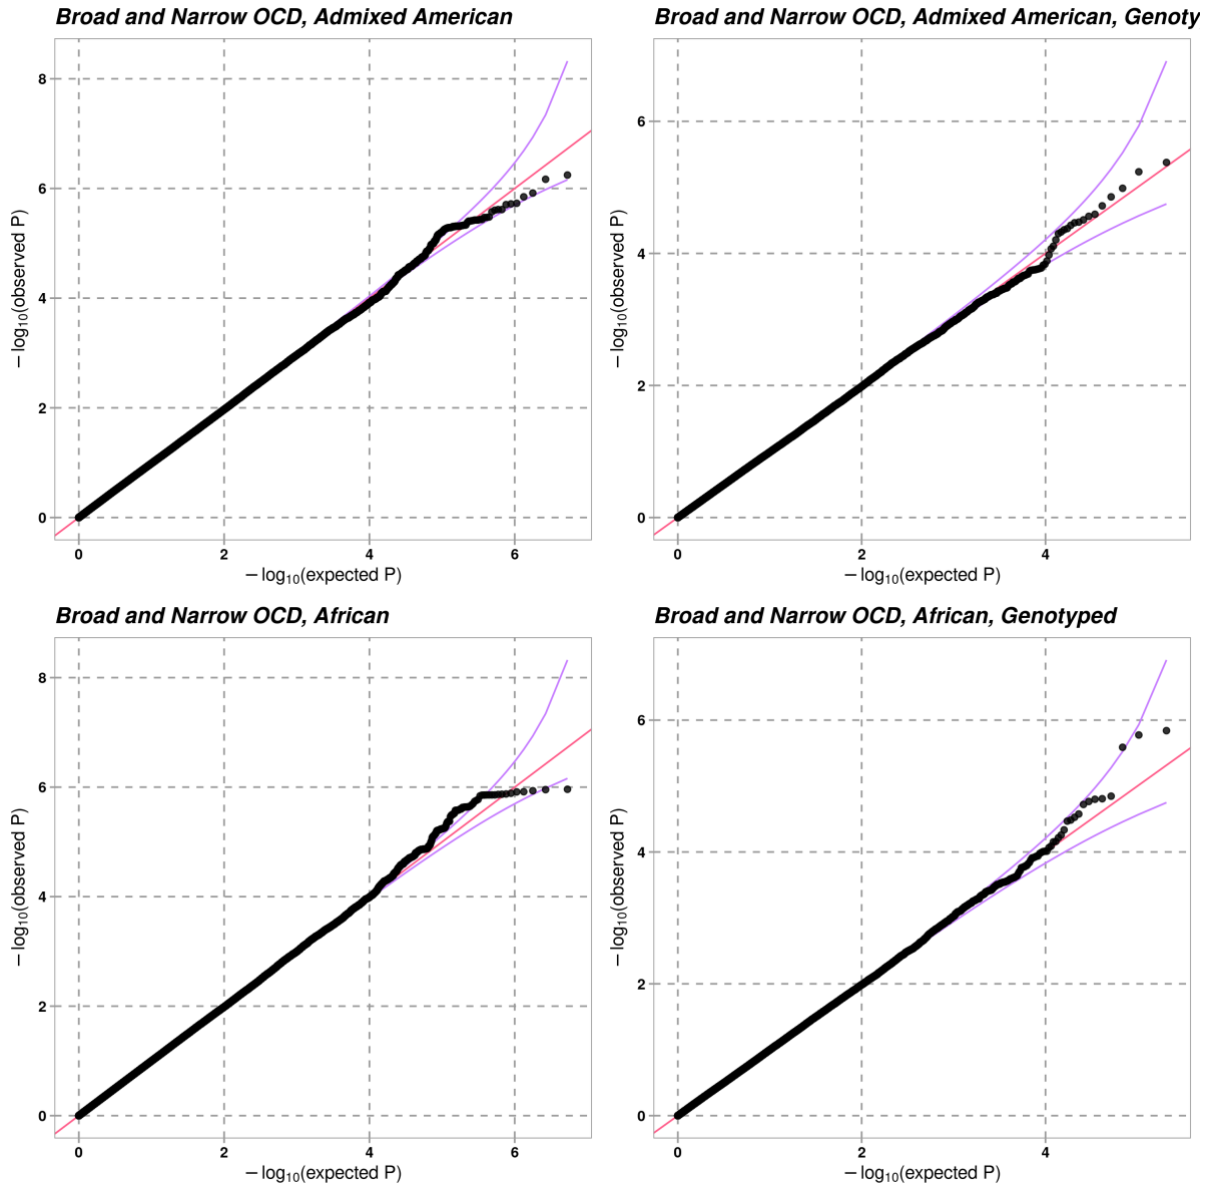 Broad and Narrow OCD, Admixed American
8
6
4
2
0
0
2
4
6
−log10(observed P)
−log10(expected P)
Broad and Narrow OCD, Admixed American, Genoty
6
4
2
0
0
2
4
−log10(observed P)
−log10(expected P)
Broad and Narrow OCD, African
8
6
4
2
0
0
2
4
6
−log10(observed P)
−log10(expected P)
Broad and Narrow OCD, African, Genotyped
6
4
2
0
0
2
4
−log10(observed P)
−log10(expected P)